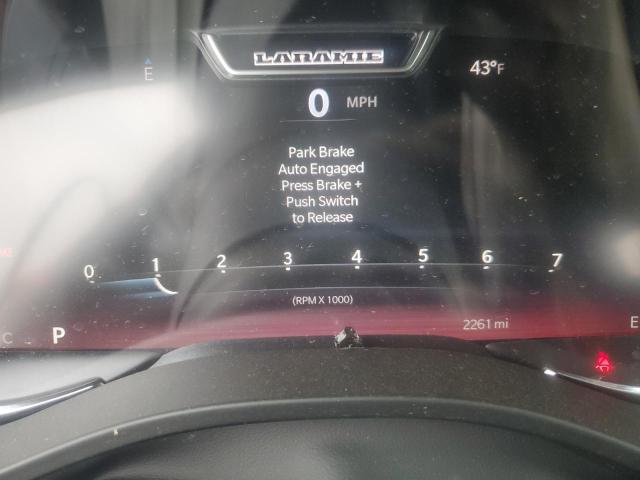 LARAMIE
E
43°F
0 MPH
Park Brake
Auto Engaged
Press Brake +
Push Switch
to Release
0 1 2 3 4 5 6 7
(RPM X 1000)
C P 2261 mi E